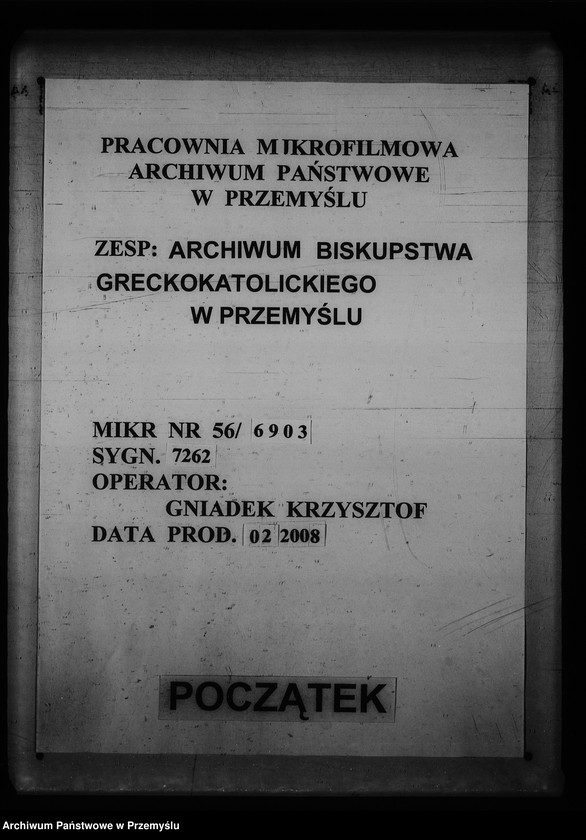 PRACOWNIA MIKROFILMOWA
ARCHIWUM PAŃSTWOWE
W PRZEMYŚLU
ZESP: ARCHIWUM BISKUPSTWA
GRECKOKATOLICKIEGO
W PRZEMYŚLU
MIKR NR 56/ 6903
SYGN. 7262
OPERATOR:
GNIADEK KRZYSZTOF
DATA PROD. 02 2008
POCZĄTEK
Archiwum Państwowe w Przemyślu